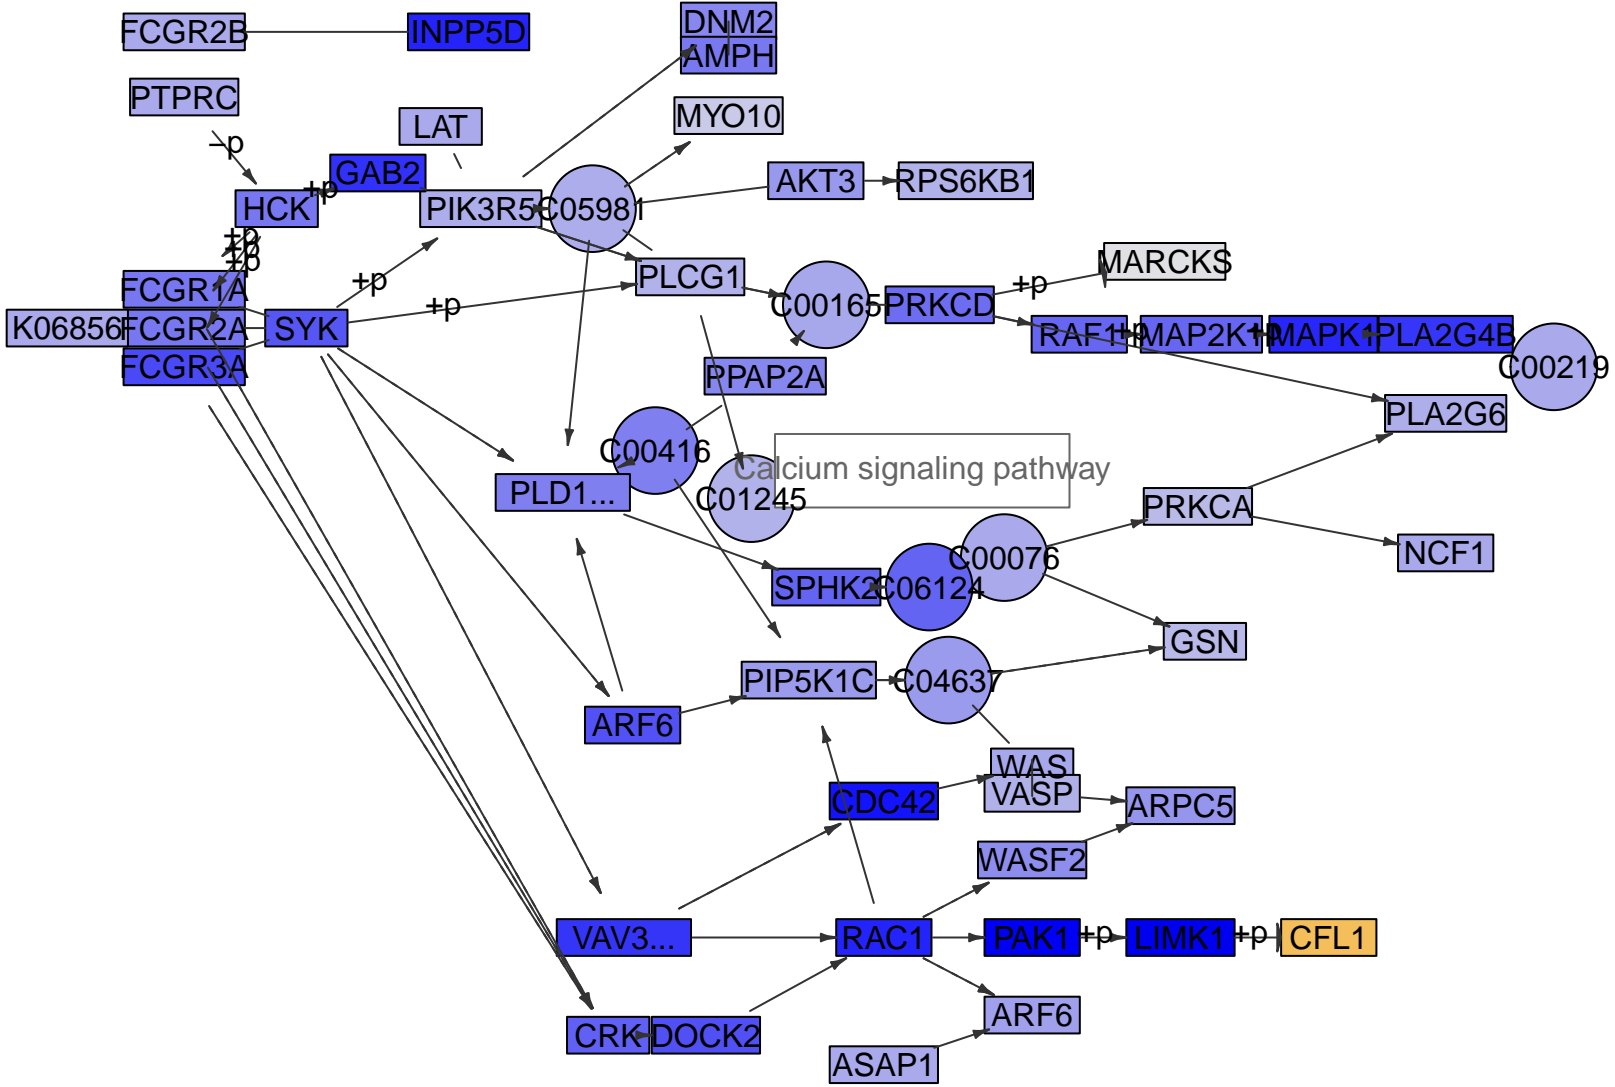 FCGR2B
INPP5D
DNM2
AMPH
PTPRC
LAT
MYO10
–p
GAB2
+p
HCK
PIK3R5
C05981
AKT3
RPS6KB1
+p
+p
+p
MARCKS
FCGR1A
+p
PLCG1
C00165
PRKCD
+p
+p
K06856
FCGR2A
SYK
RAF1
+p
MAP2K1
+p
MAPK1
PLA2G4B
FCGR3A
PPAP2A
C00219
PLA2G6
C00416
Calcium signaling pathway
PLD1...
C01245
PRKCA
C00076
NCF1
SPHK2
C06124
GSN
PIP5K1C
C04637
ARF6
WAS
VASP
CDC42
ARPC5
WASF2
VAV3...
RAC1
PAK1
+p
LIMK1
+p
CFL1
ARF6
CRK
DOCK2
ASAP1